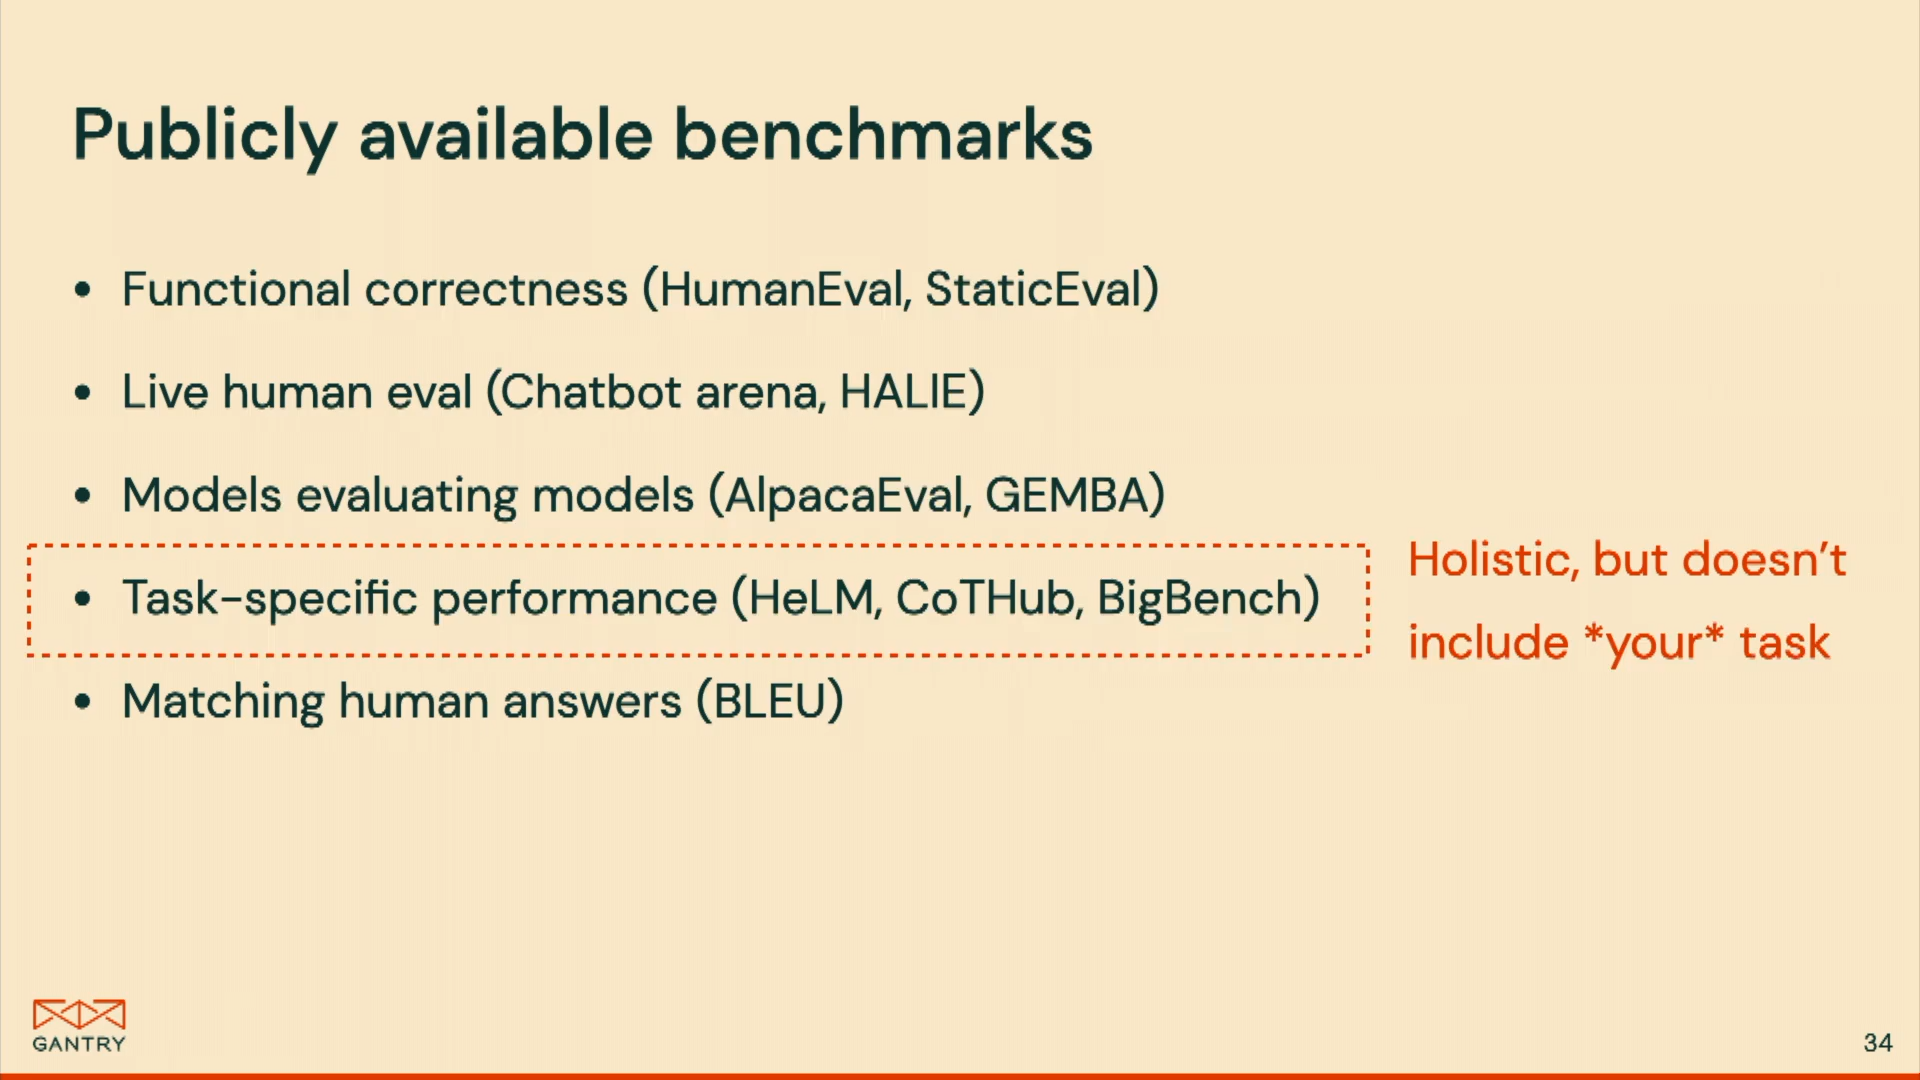 Publicly available benchmarks
• Functional correctness (HumanEval, StaticEval)
• Live human eval (Chatbot arena, HALIE)
• Models evaluating models (AlpacaEval, GEMBA)
• Task-specific performance (HeLM, CoTHub, BigBench)
Holistic, but doesn’t
include *your* task
• Matching human answers (BLEU)
GANTRY
34